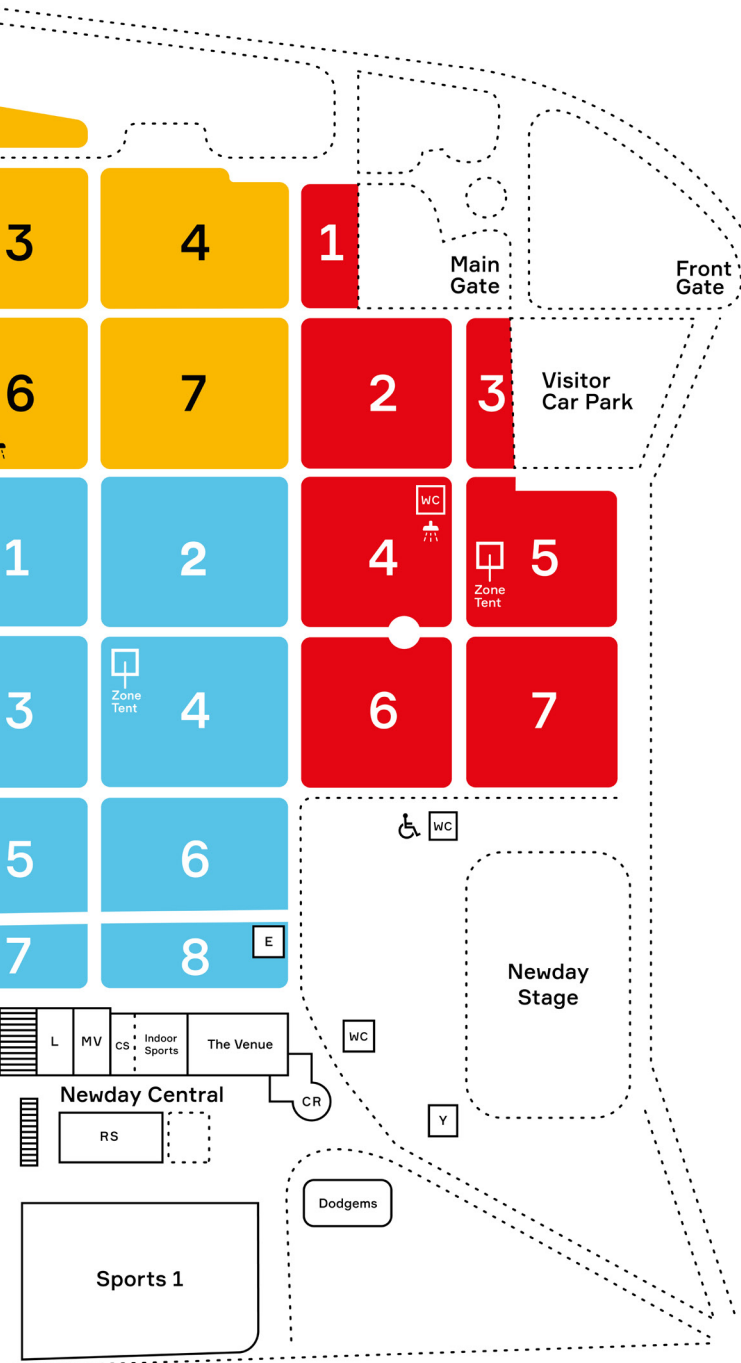 3
4
1
Main
Gate
Front
Gate
6
7
2
3
Visitor
Car Park
1
2
4
WC
Zone
Tent
5
3
Zone
Tent
4
6
7
5
6
WC
7
8
E
Newday
Stage
L
MV
CS
Indoor
Sports
The Venue
WC
Newday Central
CR
RS
Y
Dodgems
Sports 1